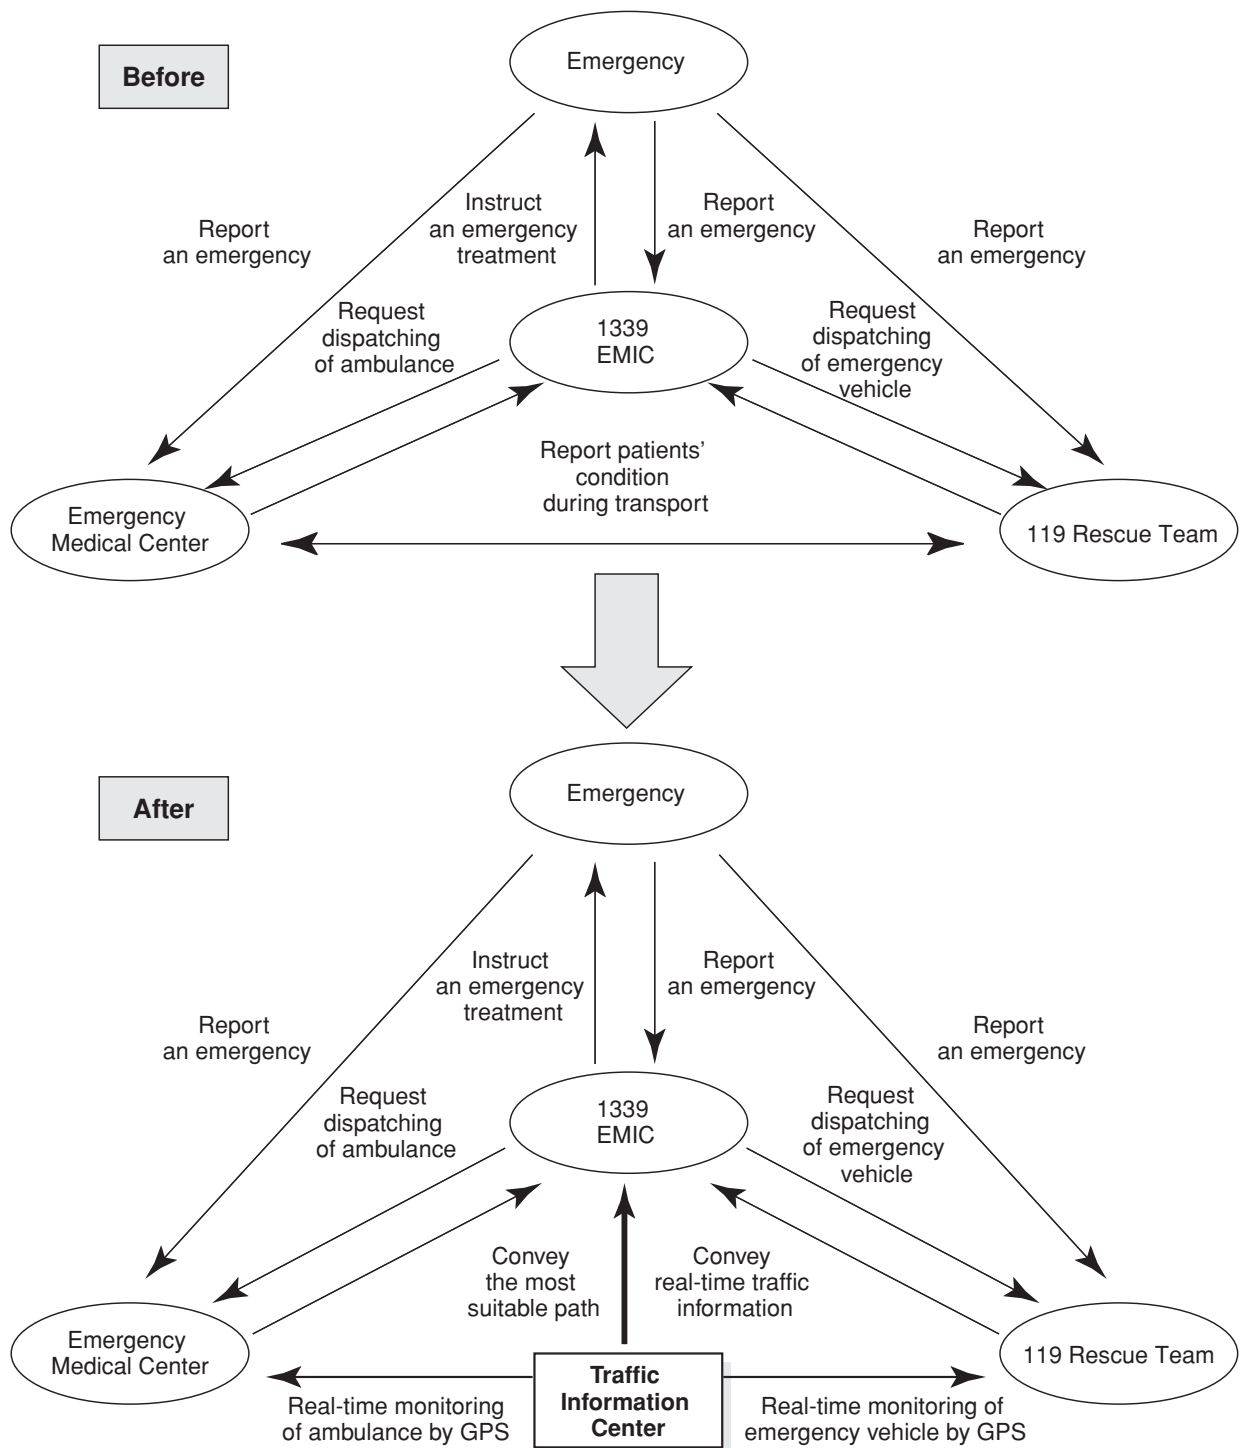 Before
Emergency
Report
an emergency
Instruct
an emergency
treatment
Report
an emergency
Report
an emergency
Request
dispatching
of ambulance
1339
EMIC
Request
dispatching
of emergency
vehicle
Report patients’
condition
during transport
Emergency
Medical Center
119 Rescue Team
After
Emergency
Report
an emergency
Instruct
an emergency
treatment
Report
an emergency
Report
an emergency
Request
dispatching
of ambulance
1339
EMIC
Request
dispatching
of emergency
vehicle
Convey
the most
suitable path
Convey
real-time traffic
information
Emergency
Medical Center
119 Rescue Team
Real-time monitoring
of ambulance by GPS
Traffic
Information
Center
Real-time monitoring of
emergency vehicle by GPS